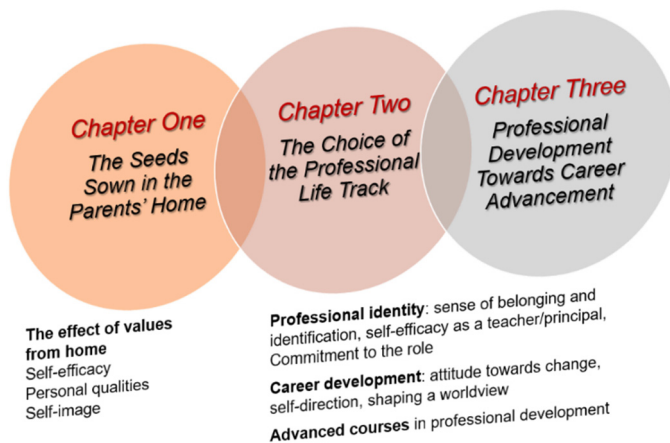 Chapter One
The Seeds
Sown in the
Parents' Home
Chapter Two
The Choice of
the Professional
Life Track
Chapter Three
Professional
Development
Towards Career
Advancement
The effect of values
from home
Self-efficacy
Personal qualities
Self-image
Professional identity: sense of belonging and
identification, self-efficacy as a teacher/principal,
Commitment to the role
Career development: attitude towards change,
self-direction, shaping a worldview
Advanced courses in professional development